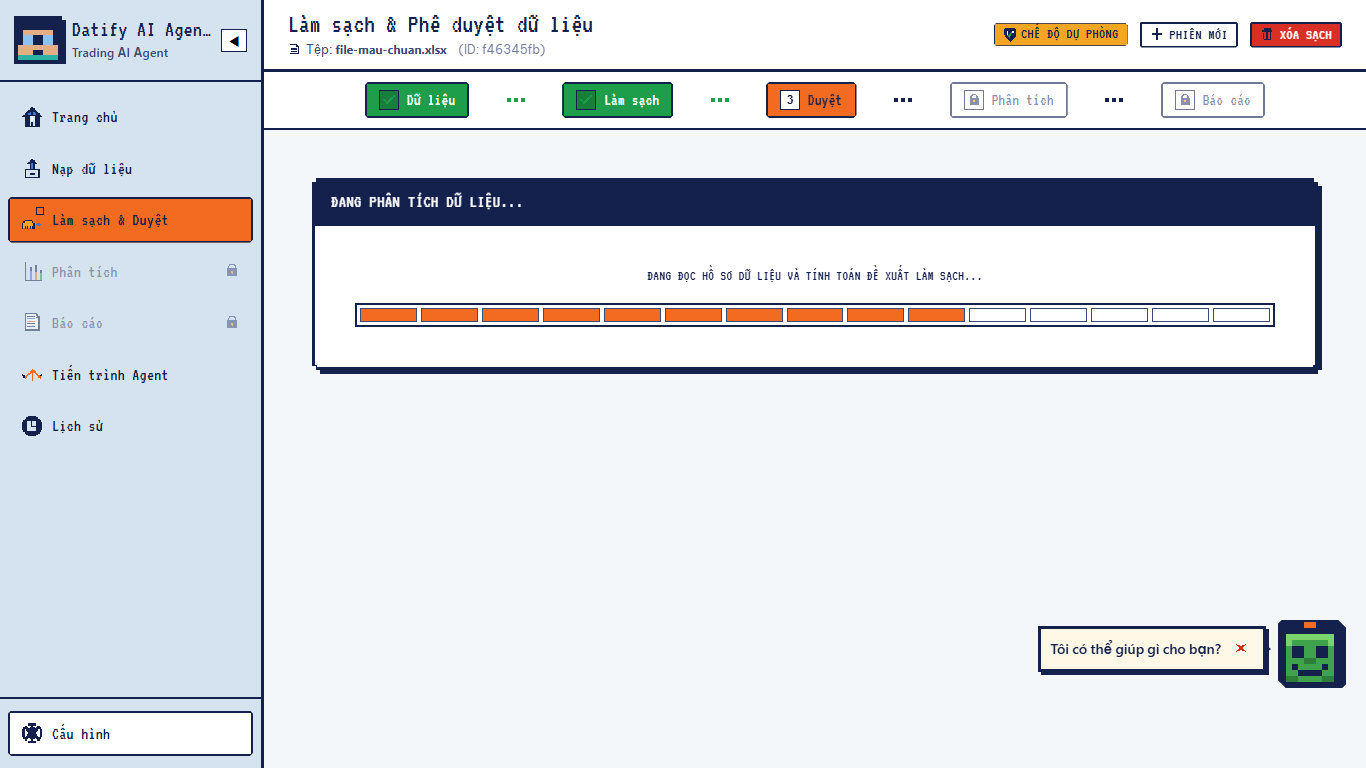 Datify AI Agen…
Trading AI Agent
Trang chủ
Nạp dữ liệu
Làm sạch & Duyệt
Phân tích
Báo cáo
Tiến trình Agent
Lịch sử
Cấu hình
Làm sạch & Phê duyệt dữ liệu
Tệp: file-mau-chuan.xlsx (ID: f46345fb)
CHẾ ĐỘ DỰ PHÒNG
PHIÊN MỚI
XÓA SẠCH
Dữ liệu
Làm sạch
3 Duyệt
Phân tích
Báo cáo
ĐANG PHÂN TÍCH DỮ LIỆU...
ĐANG ĐỌC HỒ SƠ DỮ LIỆU VÀ TÍNH TOÁN ĐỀ XUẤT LÀM SẠCH...
Tôi có thể giúp gì cho bạn?